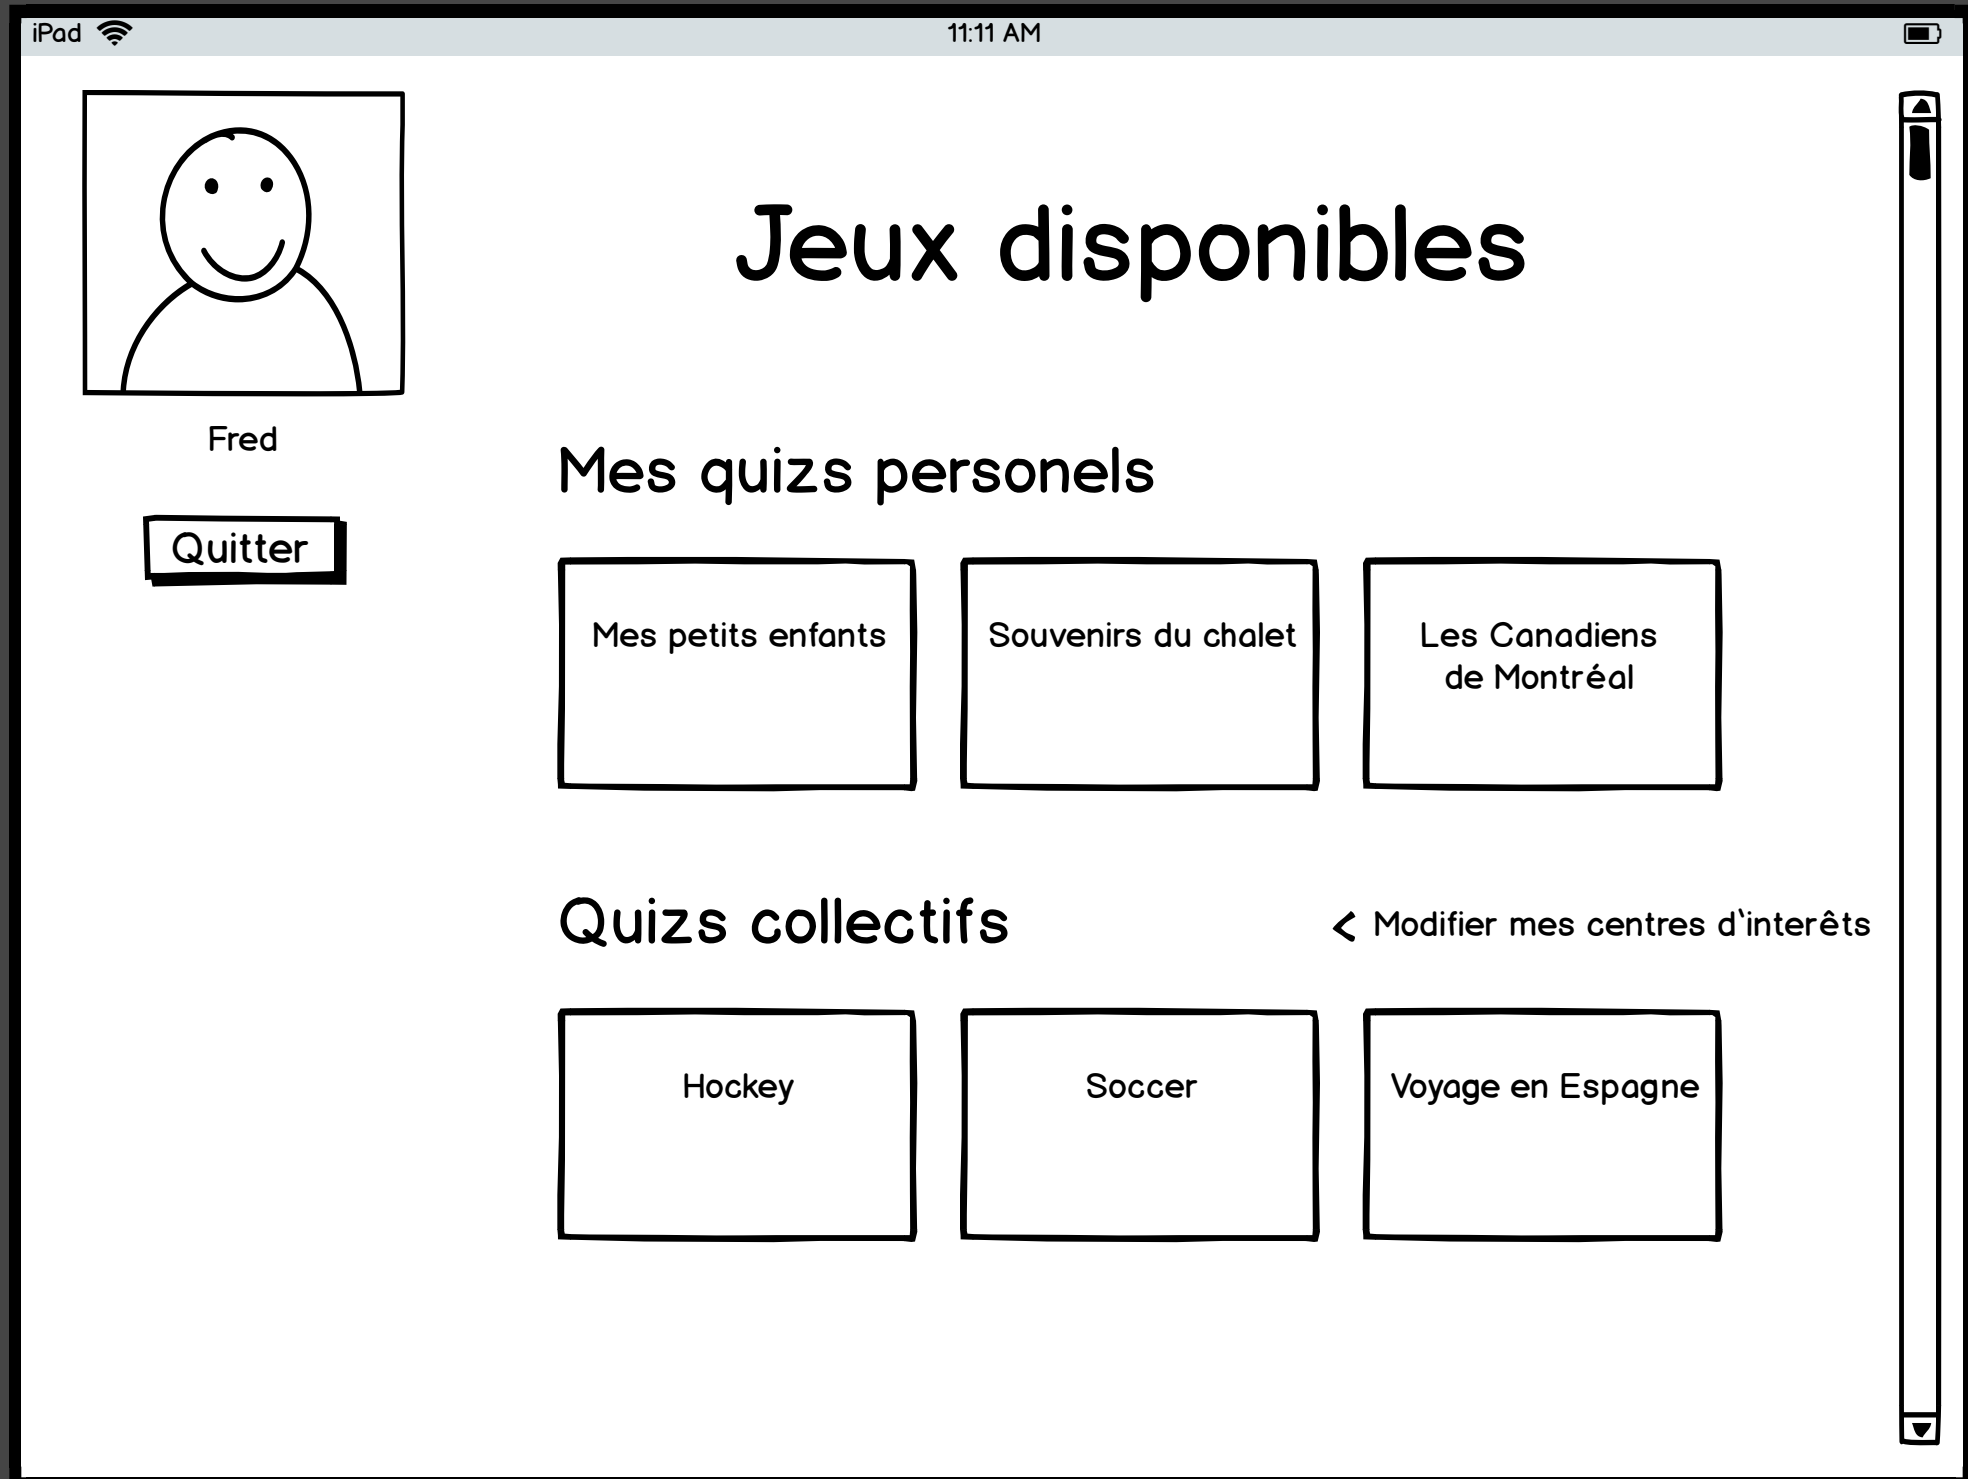 iPad
11:11 AM
Fred
Quitter
Jeux disponibles
Mes quizs personels
Mes petits enfants
Souvenirs du chalet
Les Canadiens
de Montréal
Quizs collectifs
< Modifier mes centres d'interêts
Hockey
Soccer
Voyage en Espagne